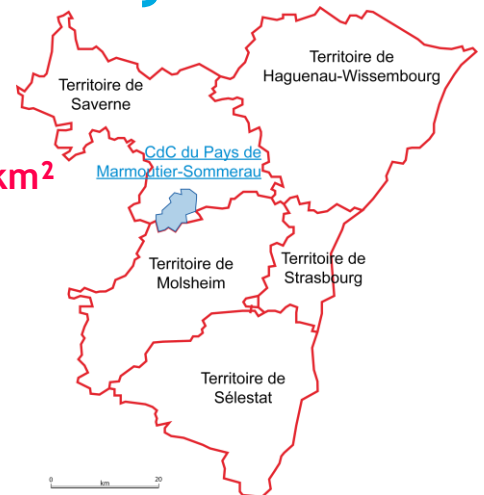 Territoire de
Haguenau-Wissembourg
Territoire de
Saverne
CdC du Pays de
Marmoutier-Sommerau
km²
Territoire de
Molsheim
Territoire de
Strasbourg
Territoire de
Sélestat
0 km 20